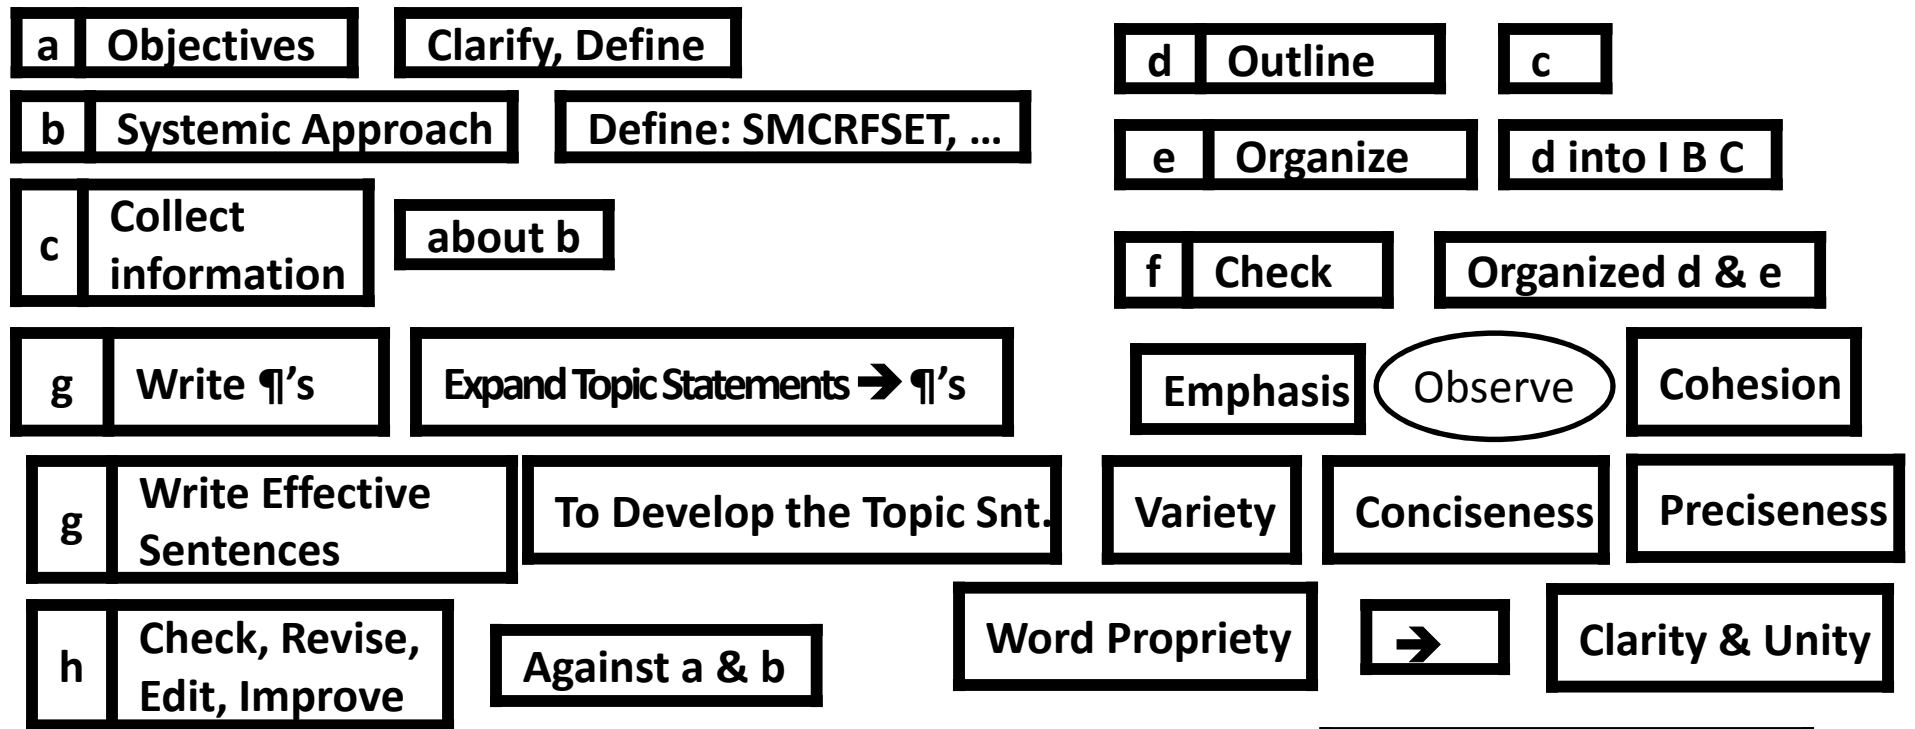 a Objectives Clarify, Define
b Systemic Approach Define: SMCRFSET, ...
c Collect information about b
d Outline c
e Organize d into I B C
f Check Organized d & e
g Write ¶'s Expand Topic Statements ➔ ¶'s
Emphasis Observe Cohesion
g Write Effective Sentences To Develop the Topic Snt.
Variety Conciseness Preciseness
h Check, Revise, Edit, Improve Against a & b
Word Propriety ➔ Clarity & Unity